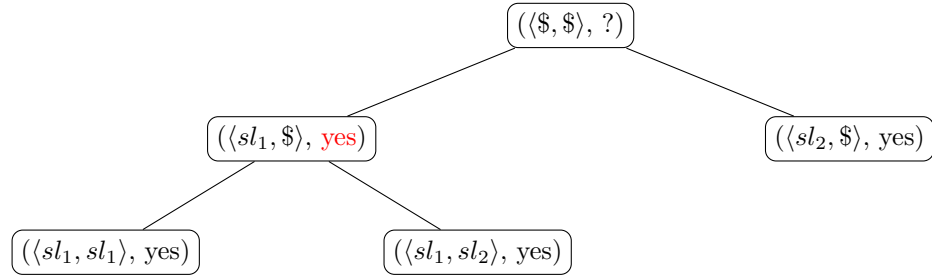 (⟨$, $⟩, ?)
(⟨sl₁, $⟩, yes)
(⟨sl₂, $⟩, yes)
(⟨sl₁, sl₁⟩, yes)
(⟨sl₁, sl₂⟩, yes)